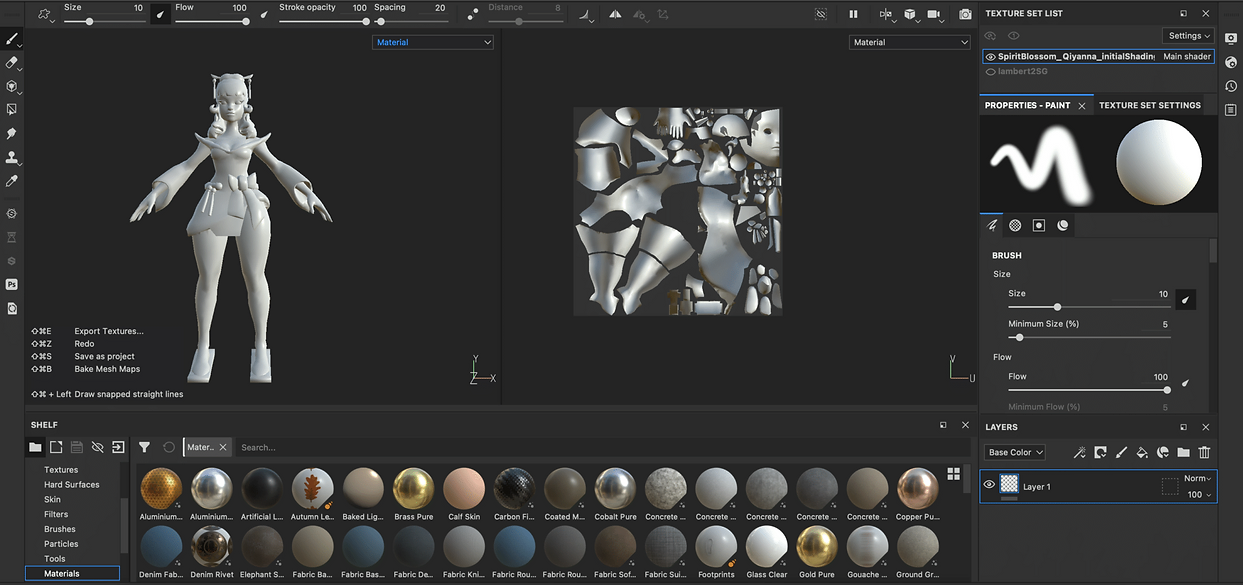 Size 10 Flow 100 Stroke opacity 100 Spacing 20 Distance 8
Material
Material
⇧⌘E Export Textures...
⇧⌘Z Redo
⇧⌘S Save as project
⇧⌘B Bake Mesh Maps
⇧⌘ + Left Draw snapped straight lines
Y
Z X
V
U
Ps
TEXTURE SET LIST
Settings
SpiritBlossom_Qiyanna_initialShading Main shader
lambert2SG
PROPERTIES - PAINT TEXTURE SET SETTINGS
BRUSH
Size
Size 10
Minimum Size (%) 5
Flow
Flow 100
Minimum Flow (%) 5
LAYERS
Base Color
Layer 1 Norm
100
SHELF
Mater... Search...
Textures
Hard Surfaces
Skin
Filters
Brushes
Particles
Tools
Materials
Aluminium... Aluminium... Artificial L... Autumn Le... Baked Lig... Brass Pure Calf Skin Carbon Fi... Coated M... Cobalt Pure Concrete ... Concrete ... Concrete ... Concrete ... Concrete ... Copper Pu...
Denim Fab... Denim Rivet Elephant S... Fabric Ba... Fabric Bas... Fabric De... Fabric Kni... Fabric Rou... Fabric Rou... Fabric Sof... Fabric Sui... Footprints Glass Clear Gold Pure Gouache ... Ground Gr...